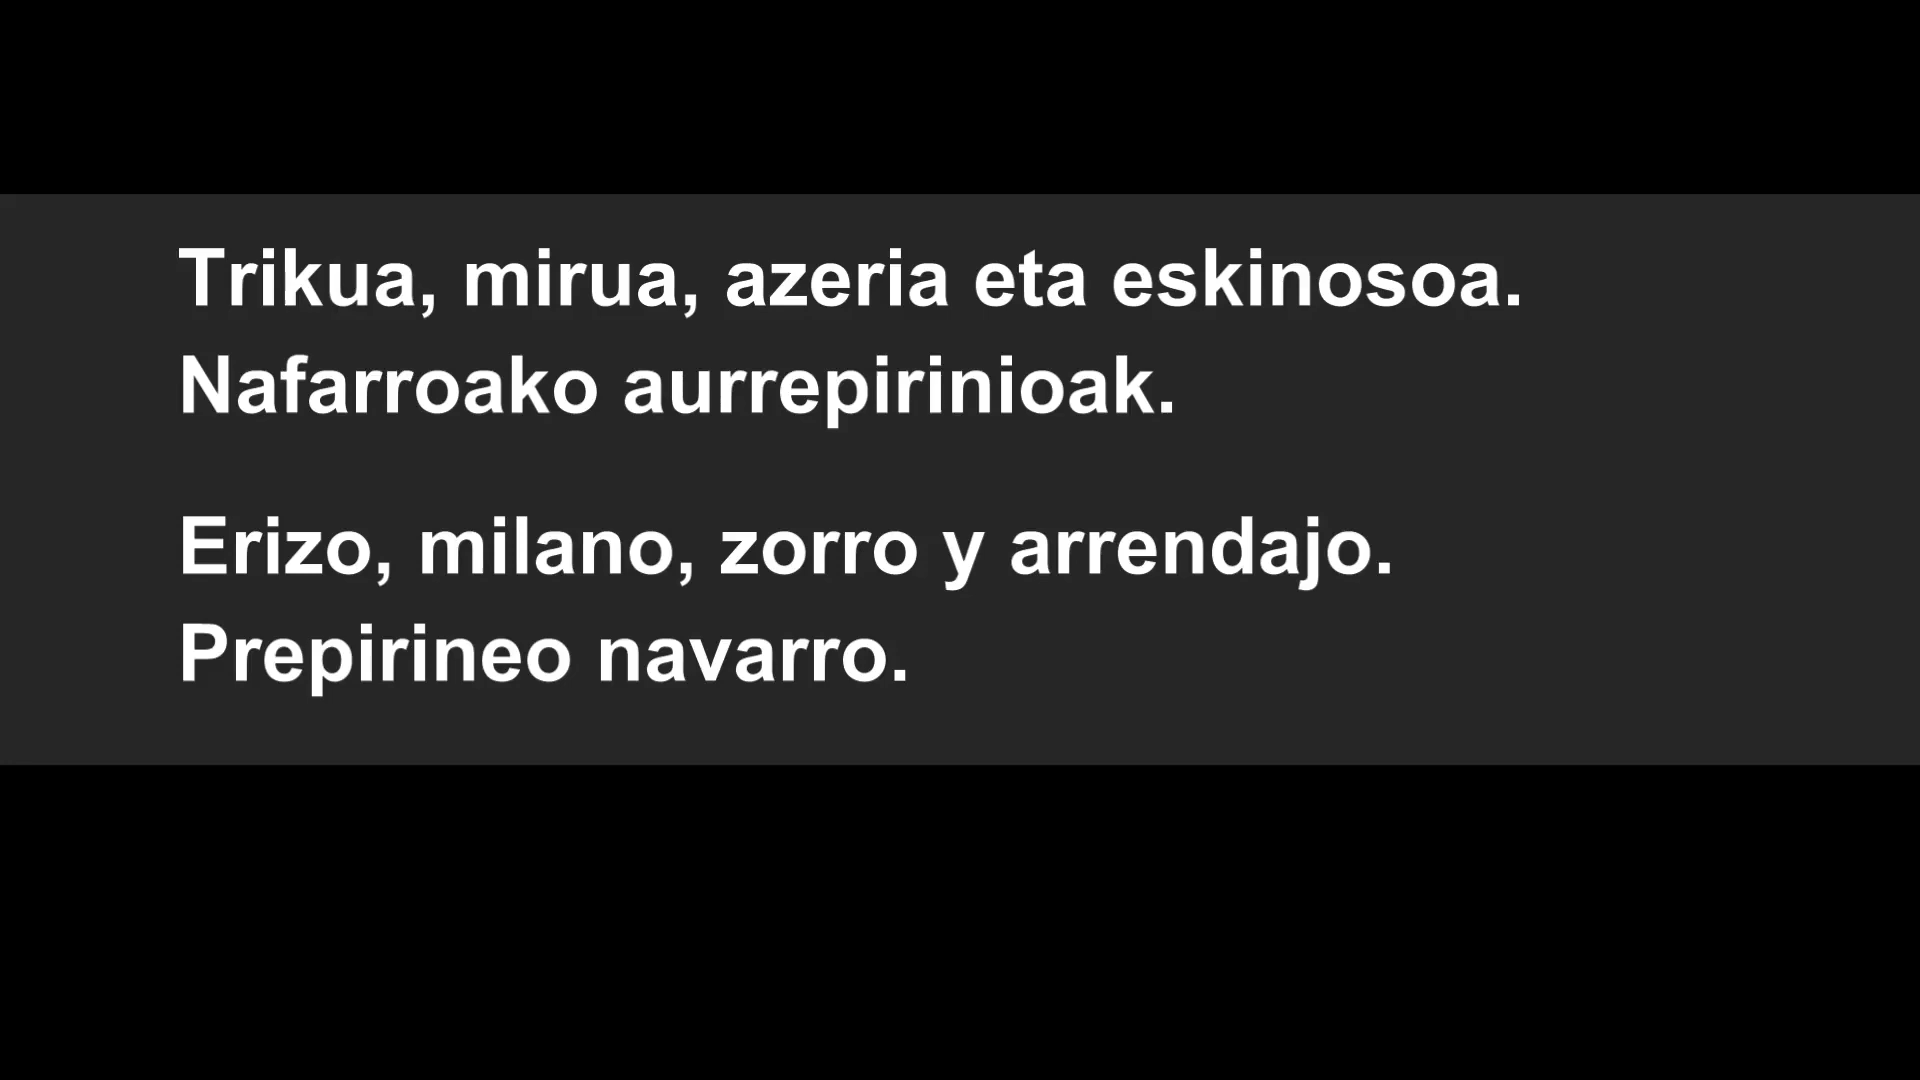 Trikua, mirua, azeria eta eskinosoa.
Nafarroako aurrepirinioak.
Erizo, milano, zorro y arrendajo.
Prepirineo navarro.